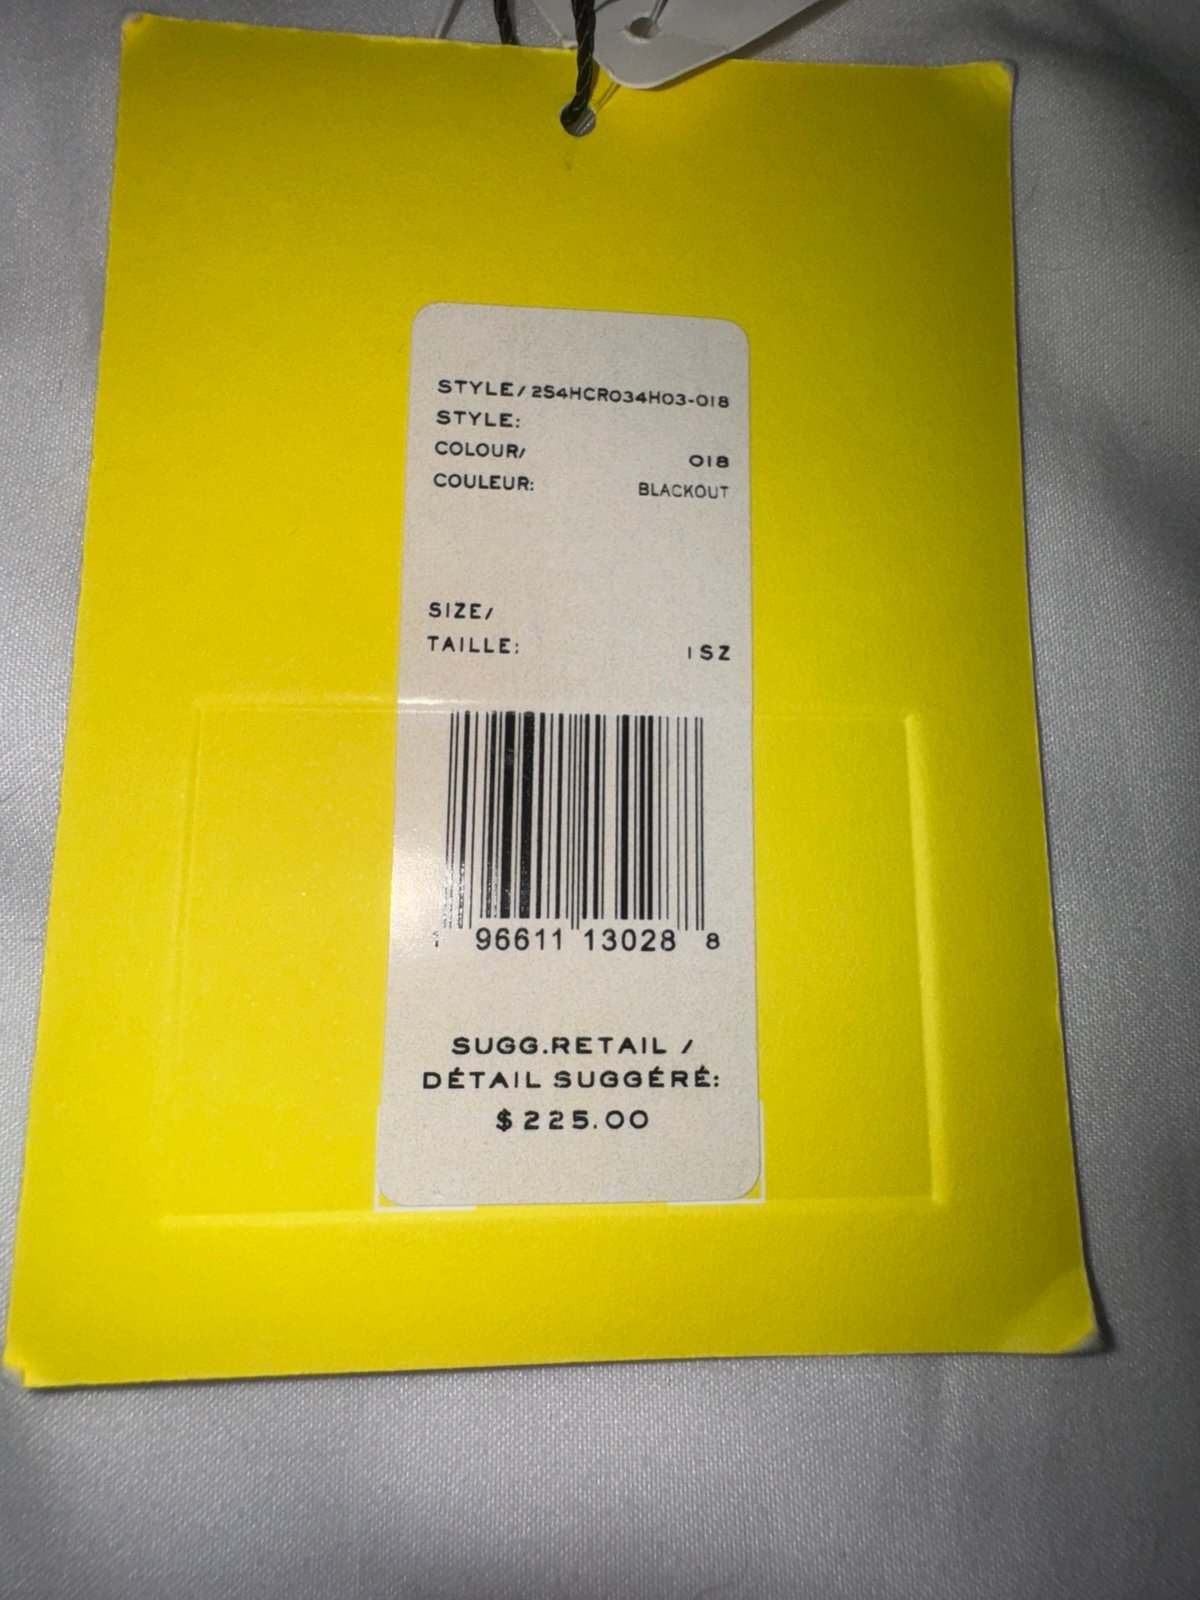 STYLE/ 2S4HCR034H03-018
STYLE:
COLOUR/ 018
COULEUR: BLACKOUT
SIZE/
TAILLE: 1SZ
96611 13028 8
SUGG.RETAIL /
DÉTAIL SUGGÉRÉ:
$225.00